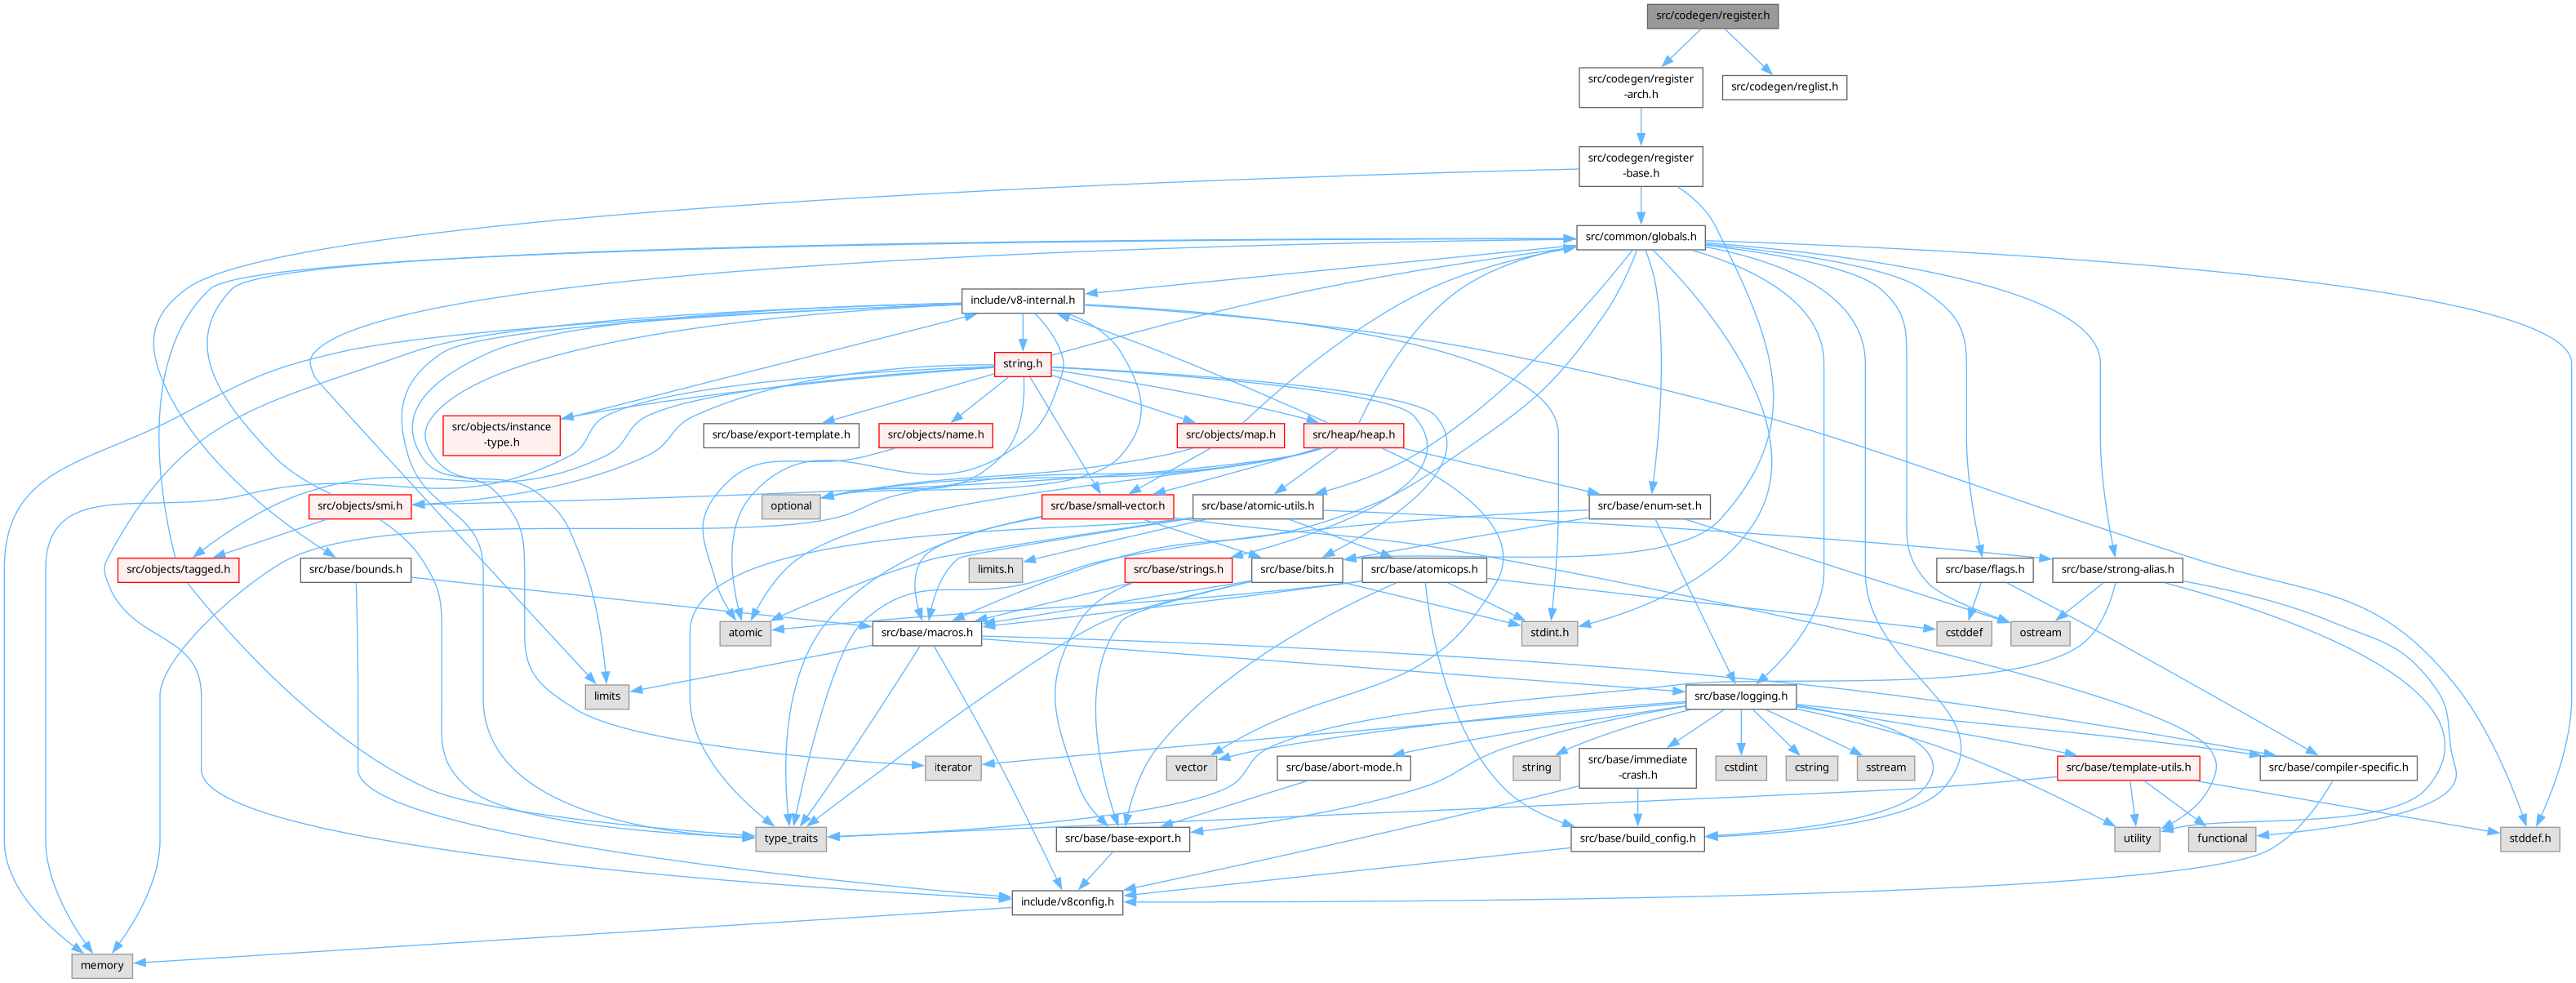 src/codegen/register.h
src/codegen/register
-arch.h
src/codegen/reglist.h
src/codegen/register
-base.h
src/common/globals.h
include/v8-internal.h
string.h
src/objects/instance
-type.h
src/base/export-template.h
src/objects/name.h
src/objects/map.h
src/heap/heap.h
src/objects/smi.h
optional
src/base/small-vector.h
src/base/atomic-utils.h
src/base/enum-set.h
src/objects/tagged.h
src/base/bounds.h
limits.h
src/base/strings.h
src/base/bits.h
src/base/atomicops.h
src/base/flags.h
src/base/strong-alias.h
atomic
src/base/macros.h
stdint.h
cstddef
ostream
limits
src/base/logging.h
iterator
vector
src/base/abort-mode.h
string
src/base/immediate
-crash.h
cstdint
cstring
sstream
src/base/template-utils.h
src/base/compiler-specific.h
type_traits
src/base/base-export.h
src/base/build_config.h
utility
functional
stddef.h
include/v8config.h
memory